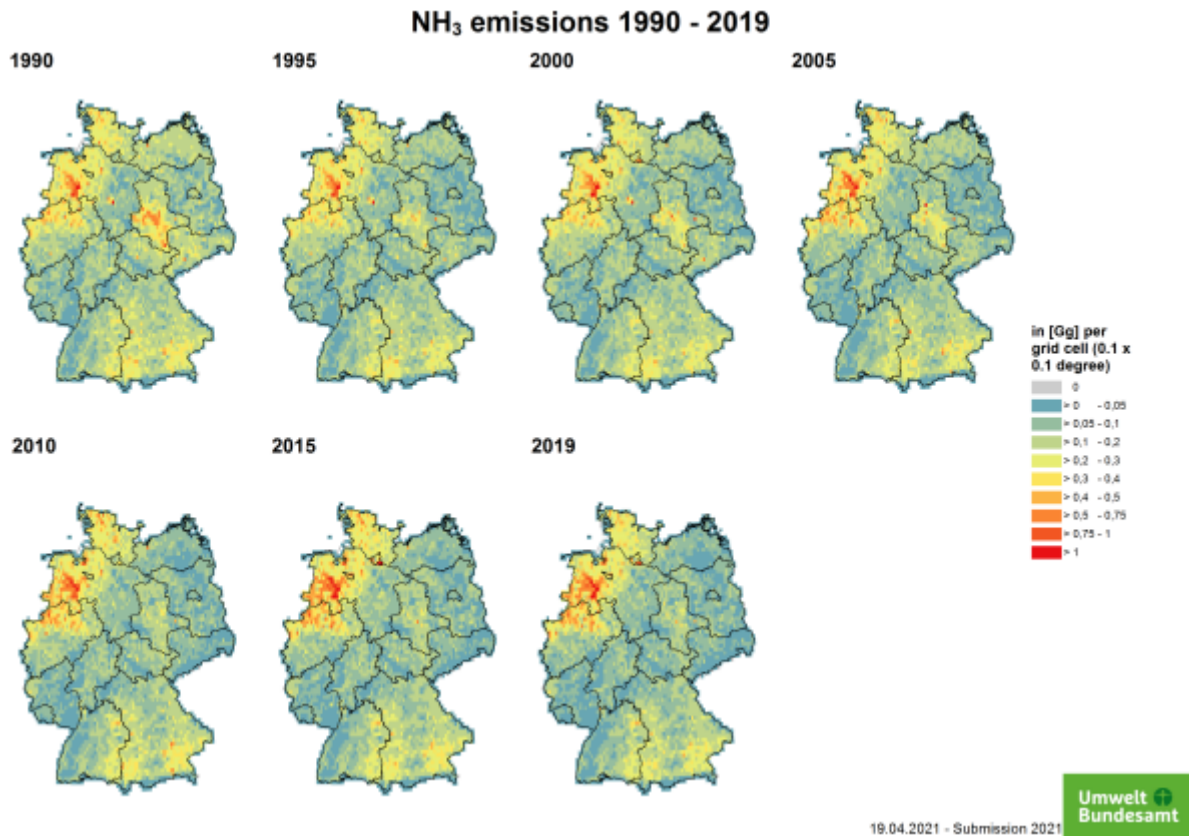 NH₃ emissions 1990 - 2019
1990
1995
2000
2005
in [Gg] per
grid cell (0.1 x
0.1 degree)
0
> 0 - 0,05
> 0,05 - 0,1
> 0,1 - 0,2
> 0,2 - 0,3
> 0,3 - 0,4
> 0,4 - 0,5
> 0,5 - 0,75
> 0,75 - 1
> 1
2010
2015
2019
Umwelt
Bundesamt
19.04.2021 - Submission 2021